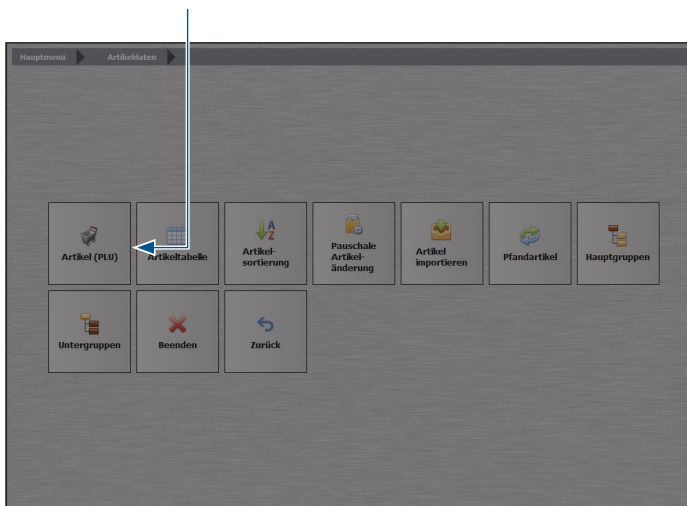 Hauptmenü Artikeldaten
Artikel (PLU)
Artikeltabelle
Artikel-
sortierung
Pauschale
Artikel-
änderung
Artikel
importieren
Pfandartikel
Hauptgruppen
Untergruppen
Beenden
Zurück